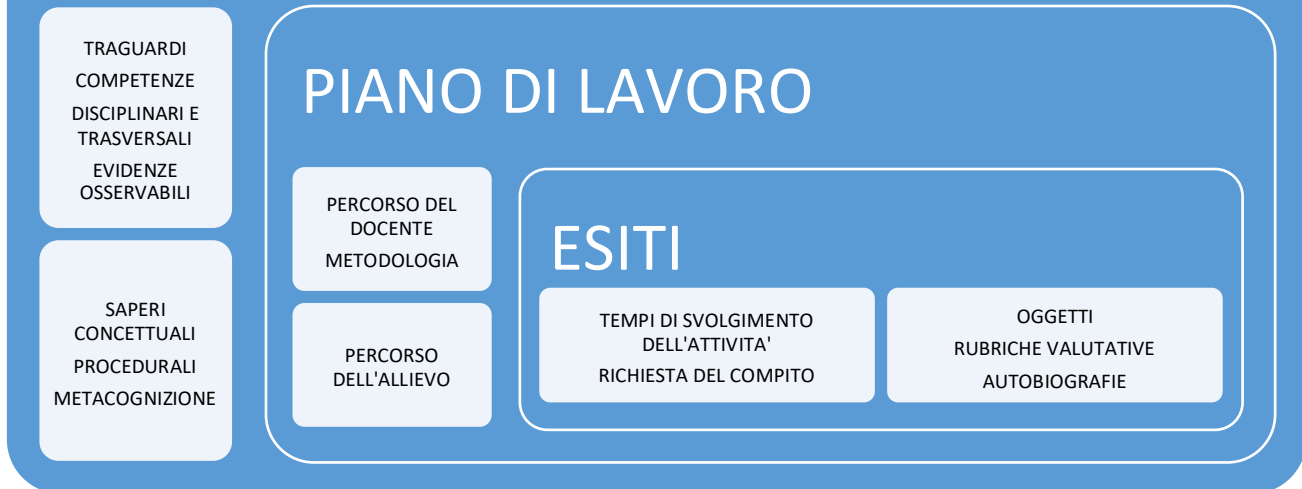 TRAGUARDI
COMPETENZE
DISCIPLINARI E
TRASVERSALI
EVIDENZE
OSSERVABILI
SAPERI
CONCETTUALI
PROCEDURALI
METACOGNIZIONE
PIANO DI LAVORO
PERCORSO DEL
DOCENTE
METODOLOGIA
PERCORSO
DELL'ALLIEVO
ESITI
TEMPI DI SVOLGIMENTO
DELL'ATTIVITA'
RICHIESTA DEL COMPITO
OGGETTI
RUBRICHE VALUTATIVE
AUTOBIOGRAFIE